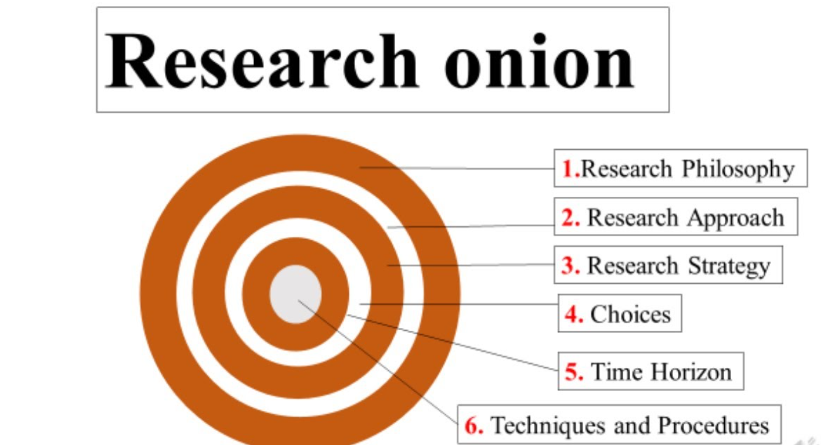 Research onion
1.Research Philosophy
2. Research Approach
3. Research Strategy
4. Choices
5. Time Horizon
6. Techniques and Procedures